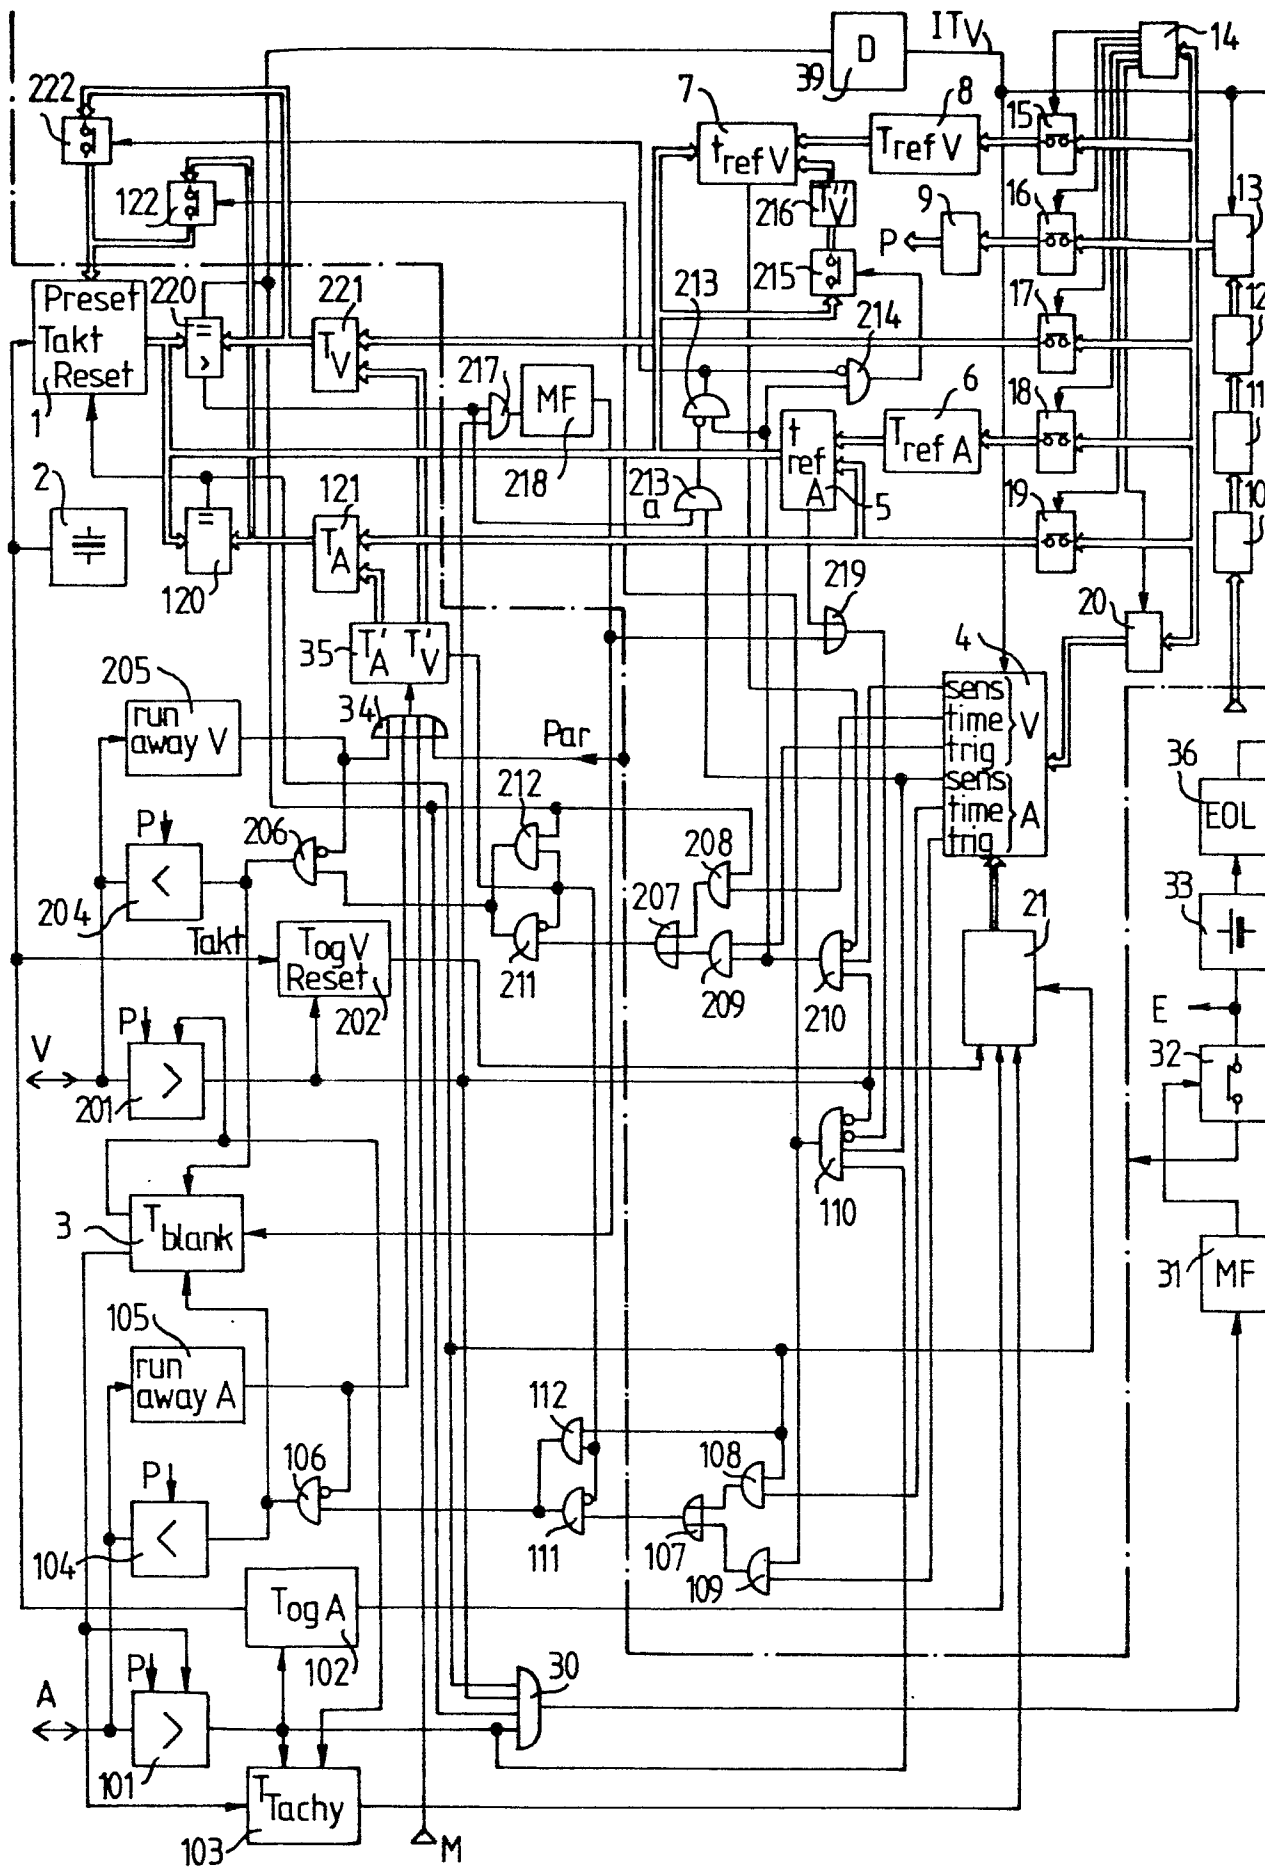 D
39
ITV
14
222
7
8
15
tref V
Tref V
122
216
T"V
9
16
13
P
215
17
12
Preset
Takt
Reset
1
220
=
>
221
TV
213
214
217
MF
218
6
18
11
tref A
5
Tref A
2
121
213a
19
10
=
120
TA
219
20
4
35
T'A T'V
205
run away V
34
Par
sens
time
trig
V
sens
time
trig
A
36
EOL
P
<
204
206
212
208
207
21
33
Takt
Tog V
Reset
202
211
209
210
E
32
P
V
>
201
3
Tblank
110
31
MF
105
run away A
112
106
108
P
<
104
111
107
109
Tog A
102
30
P
A
>
101
TTachy
103
M